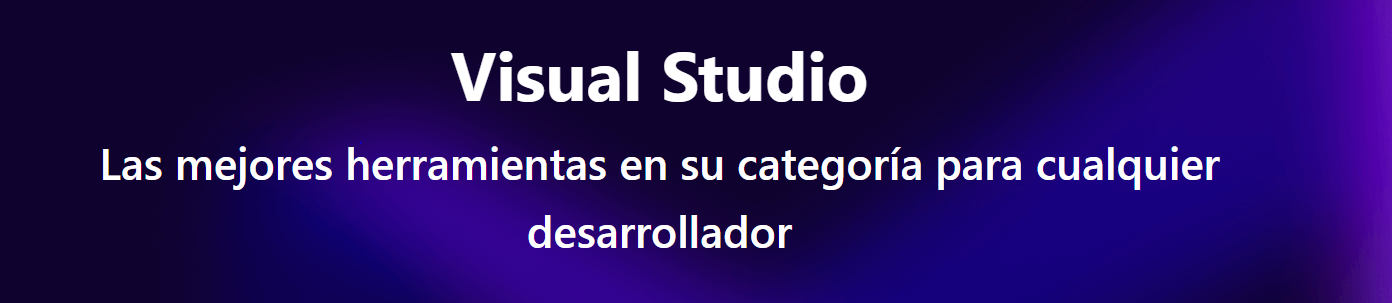 Visual Studio
Las mejores herramientas en su categoría para cualquier
desarrollador